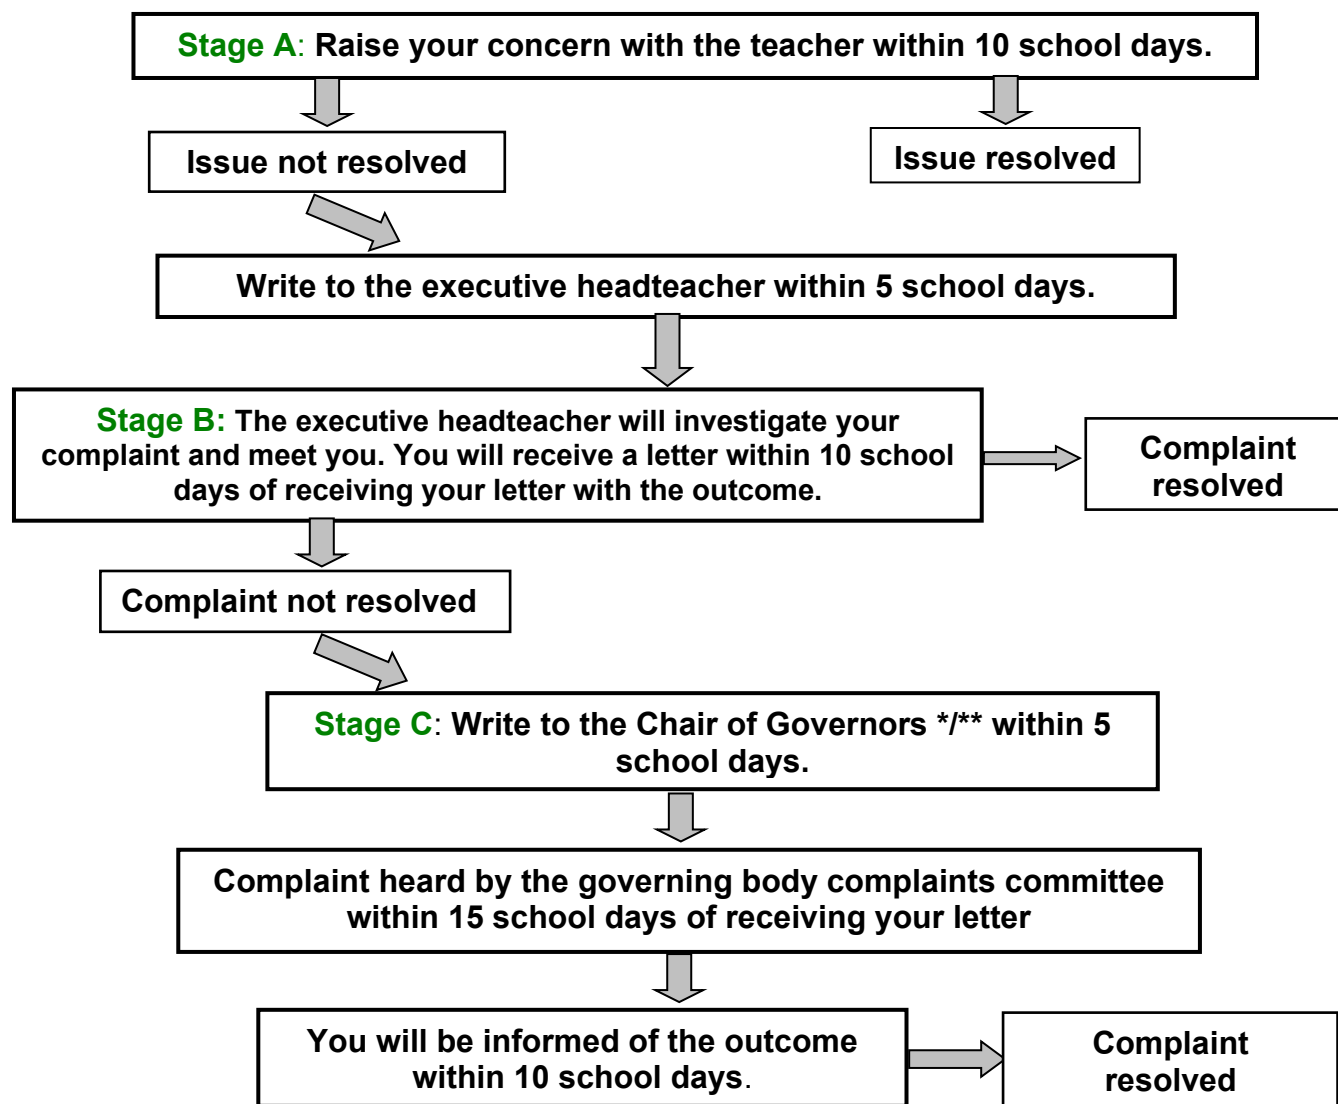 Stage A: Raise your concern with the teacher within 10 school days.
Issue not resolved
Issue resolved
Write to the executive headteacher within 5 school days.
Stage B: The executive headteacher will investigate your
complaint and meet you. You will receive a letter within 10 school
days of receiving your letter with the outcome.
Complaint
resolved
Complaint not resolved
Stage C: Write to the Chair of Governors */** within 5
school days.
Complaint heard by the governing body complaints committee
within 15 school days of receiving your letter
You will be informed of the outcome
within 10 school days.
Complaint
resolved